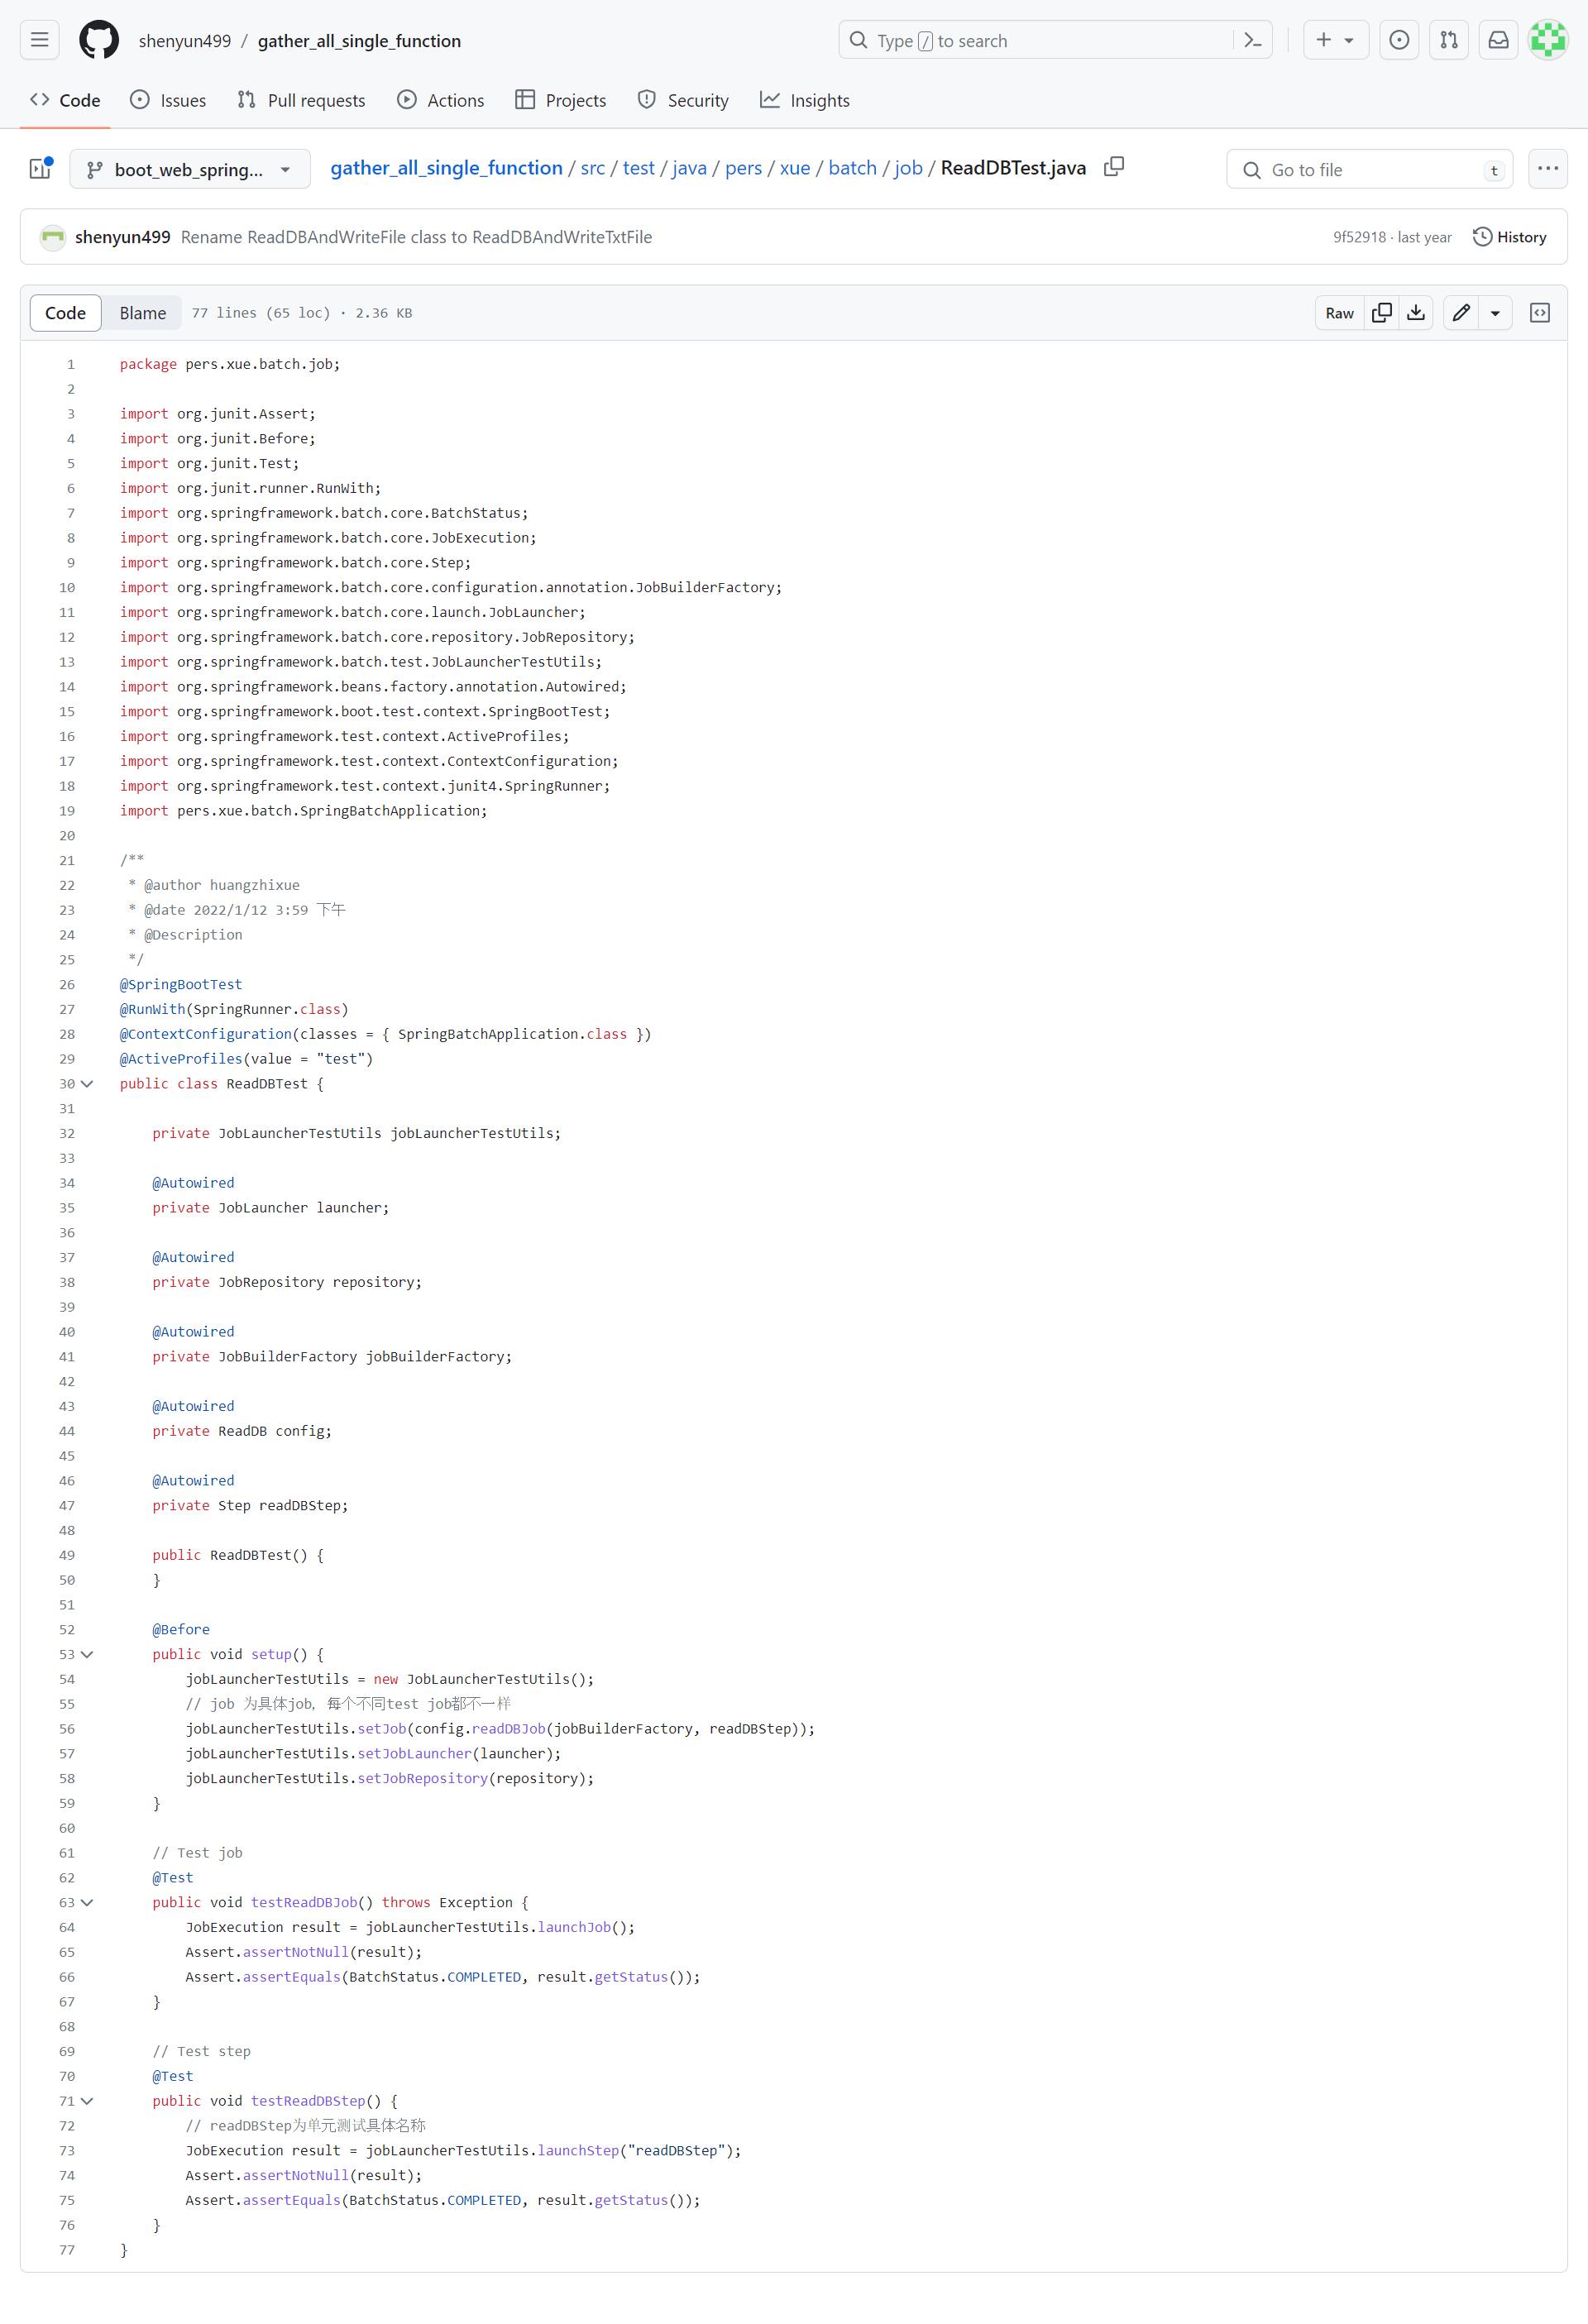 shenyun499 / gather_all_single_function
Type / to search
Code
Issues
Pull requests
Actions
Projects
Security
Insights
boot_web_spring...
gather_all_single_function / src / test / java / pers / xue / batch / job / ReadDBTest.java
Go to file
t
shenyun499 Rename ReadDBAndWriteFile class to ReadDBAndWriteTxtFile
9f52918 · last year
History
Code
Blame
77 lines (65 loc) · 2.36 KB
Raw
1 package pers.xue.batch.job;
2
3 import org.junit.Assert;
4 import org.junit.Before;
5 import org.junit.Test;
6 import org.junit.runner.RunWith;
7 import org.springframework.batch.core.BatchStatus;
8 import org.springframework.batch.core.JobExecution;
9 import org.springframework.batch.core.Step;
10 import org.springframework.batch.core.configuration.annotation.JobBuilderFactory;
11 import org.springframework.batch.core.launch.JobLauncher;
12 import org.springframework.batch.core.repository.JobRepository;
13 import org.springframework.batch.test.JobLauncherTestUtils;
14 import org.springframework.beans.factory.annotation.Autowired;
15 import org.springframework.boot.test.context.SpringBootTest;
16 import org.springframework.test.context.ActiveProfiles;
17 import org.springframework.test.context.ContextConfiguration;
18 import org.springframework.test.context.junit4.SpringRunner;
19 import pers.xue.batch.SpringBatchApplication;
20
21 /**
22  * @author huangzhixue
23  * @date 2022/1/12 3:59 下午
24  * @Description
25  */
26 @SpringBootTest
27 @RunWith(SpringRunner.class)
28 @ContextConfiguration(classes = { SpringBatchApplication.class })
29 @ActiveProfiles(value = "test")
30 public class ReadDBTest {
31
32     private JobLauncherTestUtils jobLauncherTestUtils;
33
34     @Autowired
35     private JobLauncher launcher;
36
37     @Autowired
38     private JobRepository repository;
39
40     @Autowired
41     private JobBuilderFactory jobBuilderFactory;
42
43     @Autowired
44     private ReadDB config;
45
46     @Autowired
47     private Step readDBStep;
48
49     public ReadDBTest() {
50     }
51
52     @Before
53     public void setup() {
54         jobLauncherTestUtils = new JobLauncherTestUtils();
55         // job 为具体job，每个不同test job都不一样
56         jobLauncherTestUtils.setJob(config.readDBJob(jobBuilderFactory, readDBStep));
57         jobLauncherTestUtils.setJobLauncher(launcher);
58         jobLauncherTestUtils.setJobRepository(repository);
59     }
60
61     // Test job
62     @Test
63     public void testReadDBJob() throws Exception {
64         JobExecution result = jobLauncherTestUtils.launchJob();
65         Assert.assertNotNull(result);
66         Assert.assertEquals(BatchStatus.COMPLETED, result.getStatus());
67     }
68
69     // Test step
70     @Test
71     public void testReadDBStep() {
72         // readDBStep为单元测试具体名称
73         JobExecution result = jobLauncherTestUtils.launchStep("readDBStep");
74         Assert.assertNotNull(result);
75         Assert.assertEquals(BatchStatus.COMPLETED, result.getStatus());
76     }
77 }